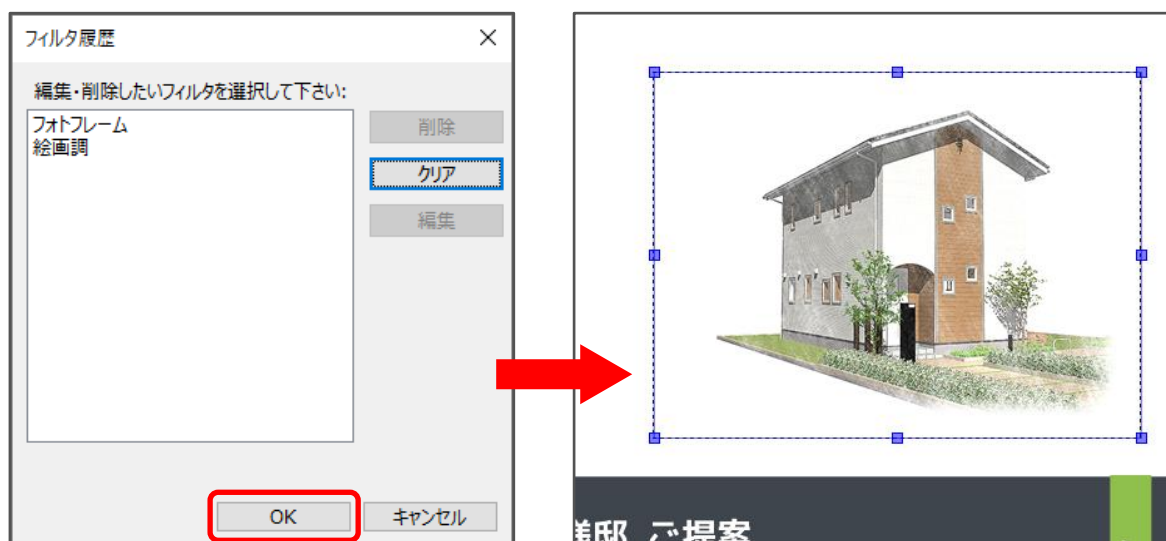 フィルタ履歴
編集・削除したいフィルタを選択して下さい:
フォトフレーム
絵画調
削除
クリア
編集
OK
キャンセル
様邸 ご提案